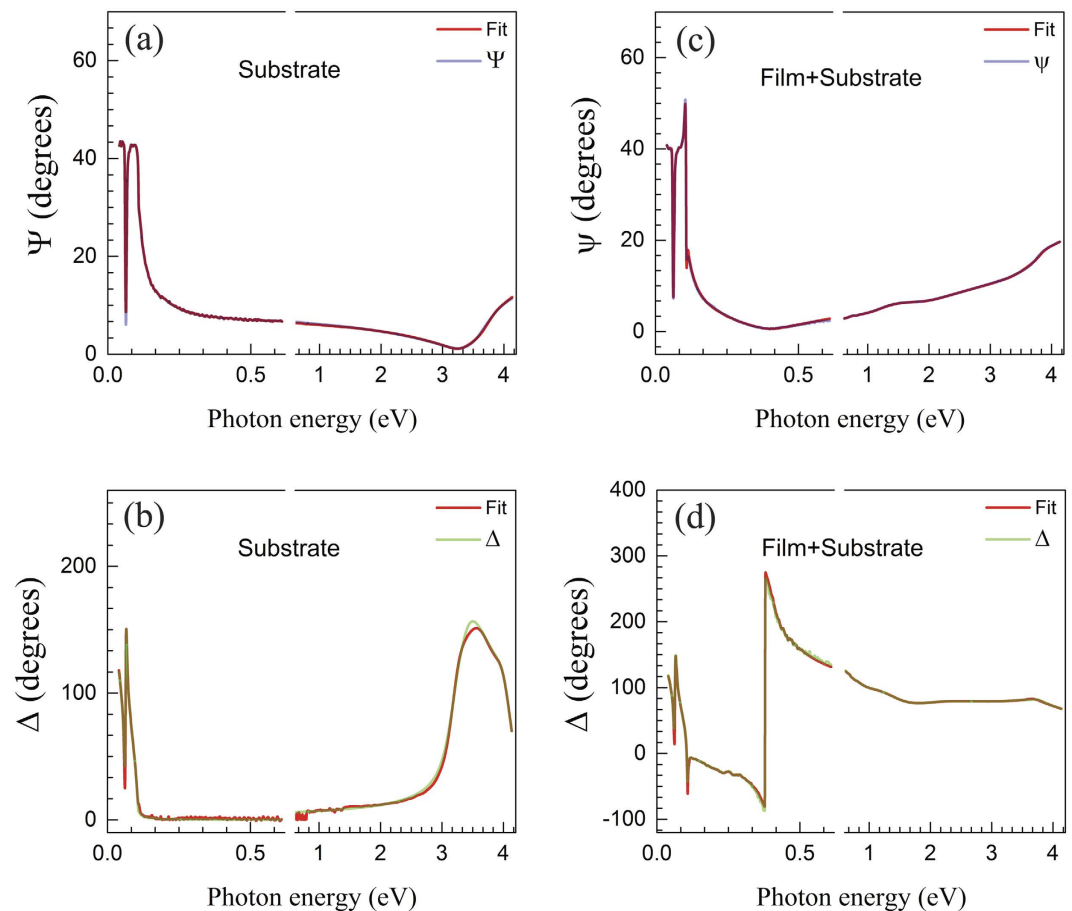 (a)
Fit
Ψ
Substrate
60
40
20
0
Ψ (degrees)
0.0 0.5 1 2 3 4
Photon energy (eV)
(c)
Fit
ψ
Film+Substrate
60
40
20
0
ψ (degrees)
0.0 0.5 1 2 3 4
Photon energy (eV)
(b)
Fit
Δ
Substrate
200
100
0
Δ (degrees)
0.0 0.5 1 2 3 4
Photon energy (eV)
(d)
Fit
Δ
Film+Substrate
400
300
200
100
0
-100
Δ (degrees)
0.0 0.5 1 2 3 4
Photon energy (eV)